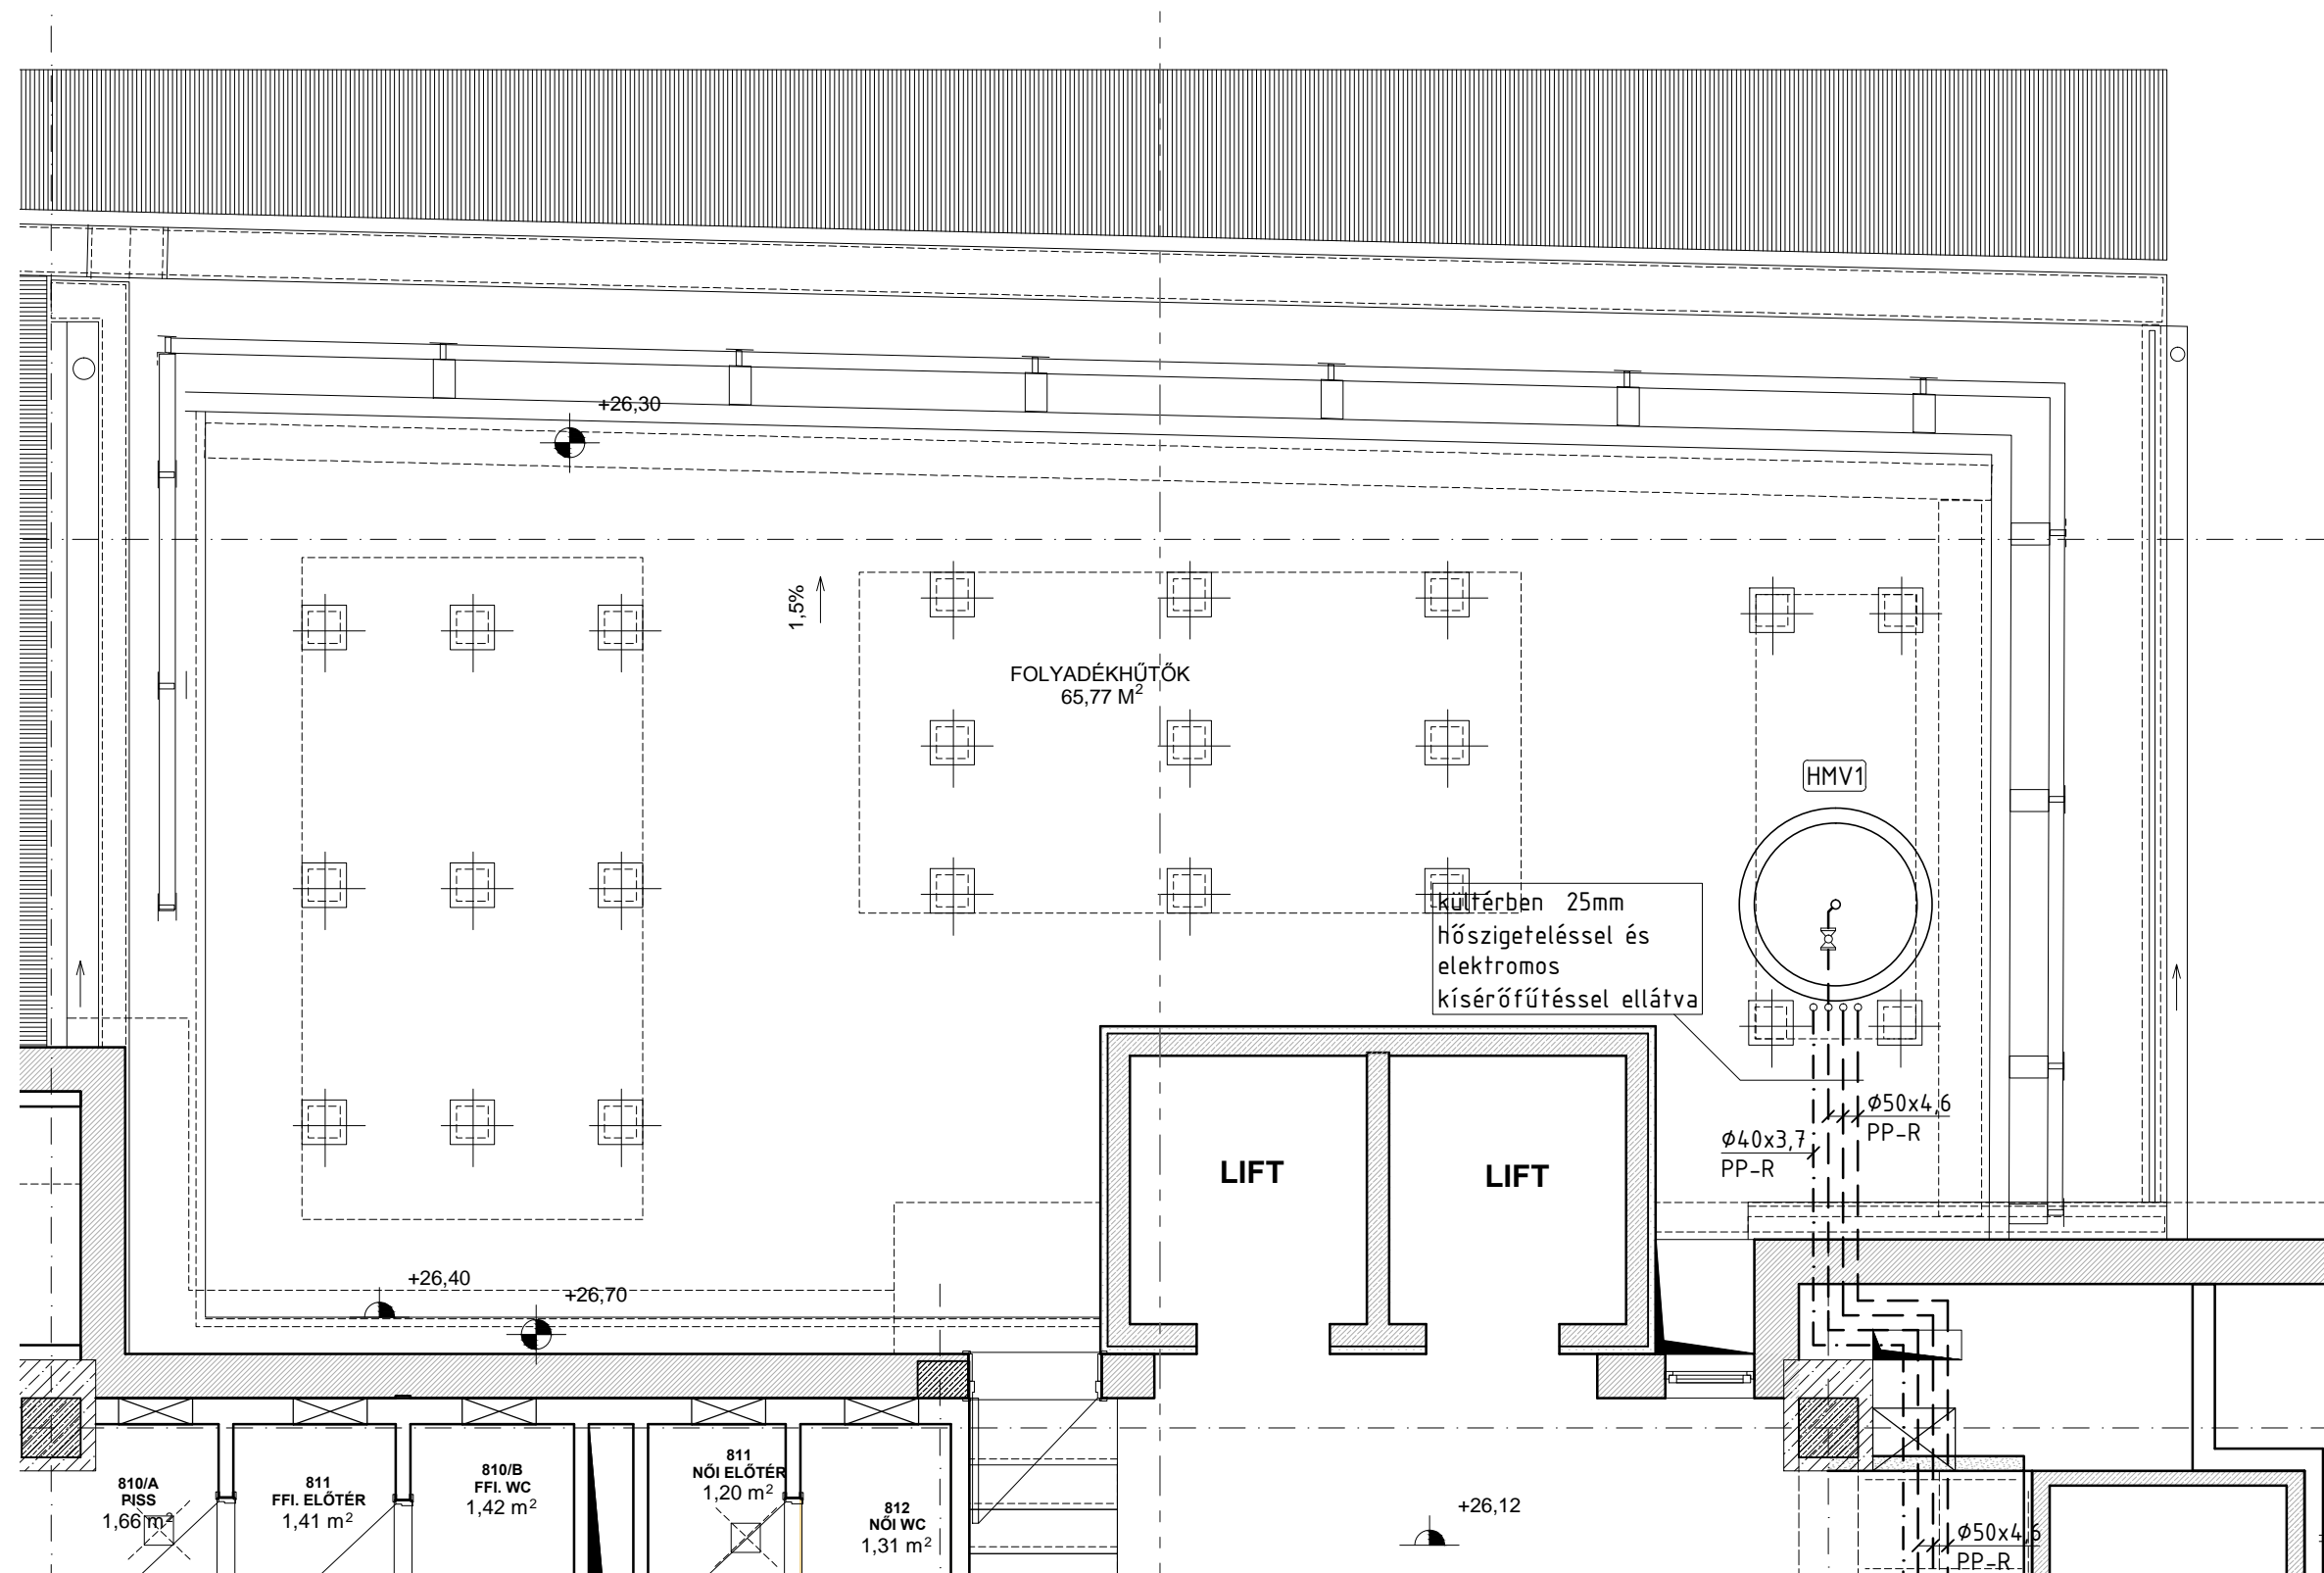 +26,30
1,5%
FOLYADÉKHŰTŐK
65,77 M²
HMV1
kültérben 25mm
hőszigeteléssel és
elektromos
kísérőfűtéssel ellátva
Ø50x4,6
PP-R
Ø40x3,7
PP-R
LIFT
LIFT
+26,40
+26,70
810/A
PISS
1,66 m²
811
FFI. ELŐTÉR
1,41 m²
810/B
FFI. WC
1,42 m²
811
NŐI ELŐTÉR
1,20 m²
812
NŐI WC
1,31 m²
+26,12
Ø50x4,6
PP-R